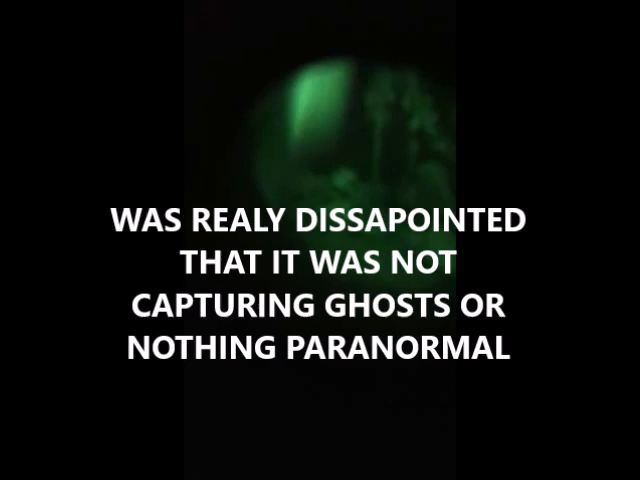 WAS REALY DISSAPOINTED
THAT IT WAS NOT
CAPTURING GHOSTS OR
NOTHING PARANORMAL